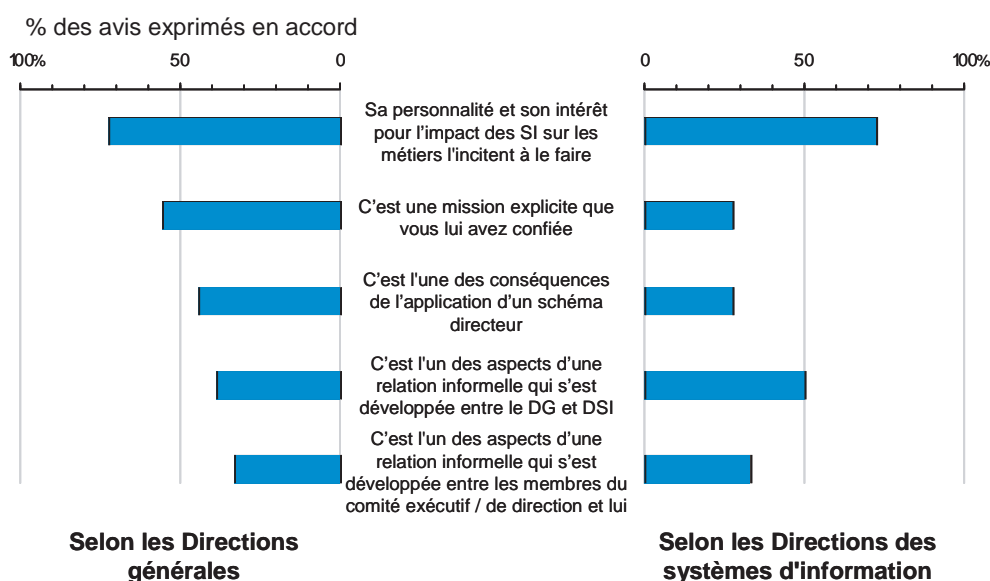 % des avis exprimés en accord
100% 50 0
0 50 100%
Sa personnalité et son intérêt
pour l’impact des SI sur les
métiers l'incitent à le faire
C’est une mission explicite que
vous lui avez confiée
C’est l'une des conséquences
de l’application d’un schéma
directeur
C’est l'un des aspects d’une
relation informelle qui s’est
développée entre le DG et DSI
C’est l'un des aspects d’une
relation informelle qui s’est
développée entre les membres du
comité exécutif / de direction et lui
Selon les Directions
générales
Selon les Directions des
systèmes d'information